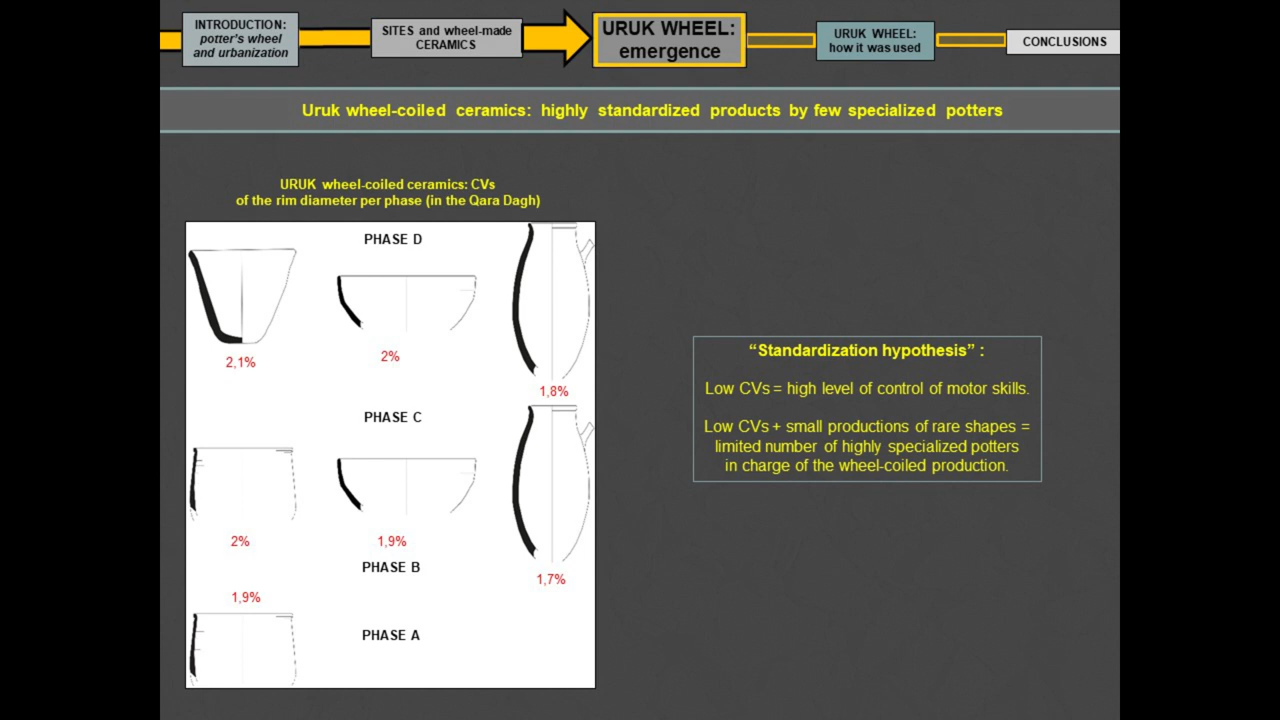 INTRODUCTION:
potter's wheel
and urbanization
SITES and wheel-made
CERAMICS
URUK WHEEL:
emergence
URUK WHEEL:
how it was used
CONCLUSIONS
Uruk wheel-coiled ceramics: highly standardized products by few specialized potters
URUK wheel-coiled ceramics: CVs
of the rim diameter per phase (in the Qara Dagh)
PHASE D
2,1%
2%
1,8%
PHASE C
2%
1,9%
1,7%
PHASE B
1,9%
PHASE A
“Standardization hypothesis” :
Low CVs = high level of control of motor skills.
Low CVs + small productions of rare shapes =
limited number of highly specialized potters
in charge of the wheel-coiled production.